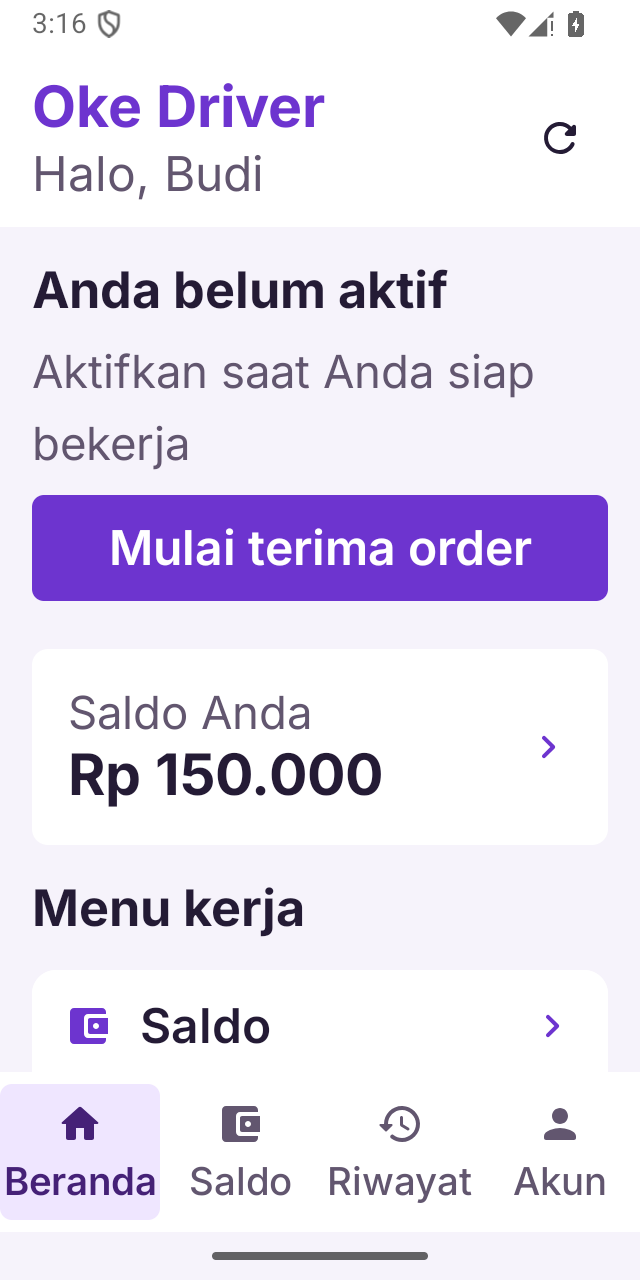 3:16
Oke Driver
Halo, Budi
Anda belum aktif
Aktifkan saat Anda siap
bekerja
Mulai terima order
Saldo Anda
Rp 150.000
Menu kerja
Saldo
Beranda
Saldo
Riwayat
Akun